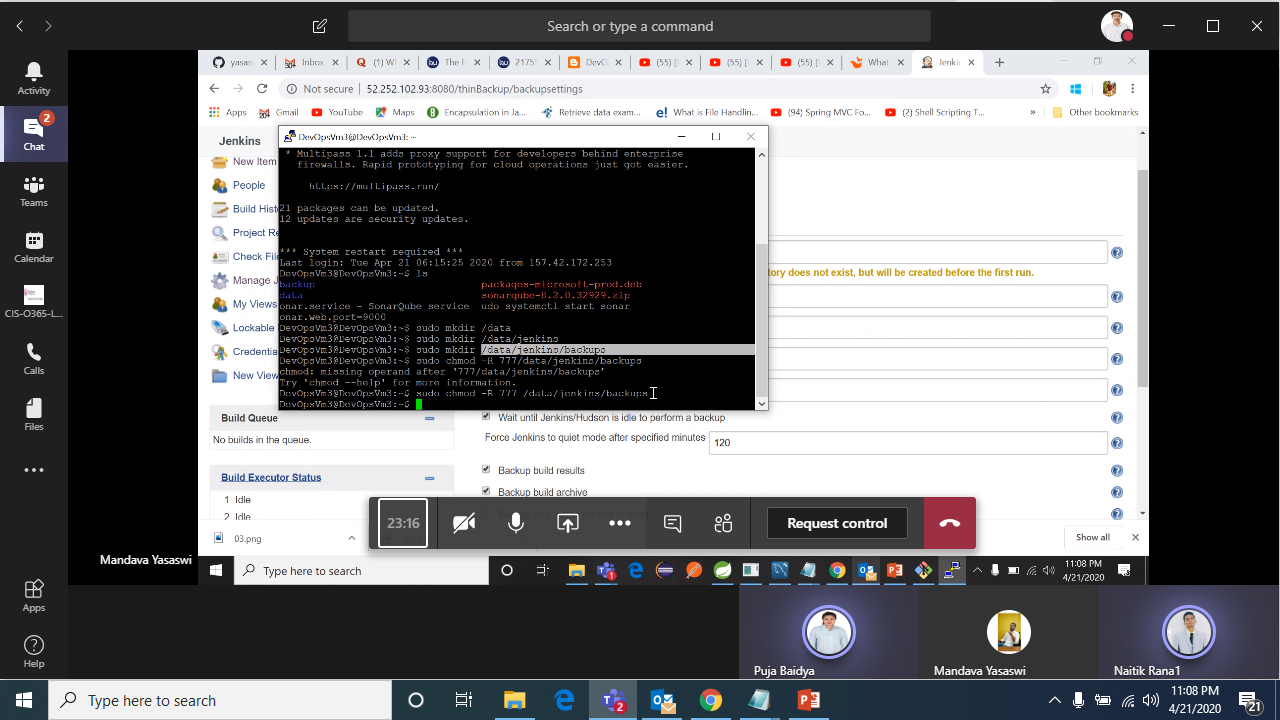 Search or type a command
Activity
Chat
2
Teams
Calendar
CIS-O365-L...
Calls
Files
Apps
Help
yasas
Inbox
(1) WI
The E
21755
DevO
(55) [
(55) [
(55) [
What
Jenki
Not secure
:8080/thinBackup/backupsettings
Apps
Gmail
YouTube
Maps
Encapsulation in Ja...
Retrieve data exam...
What is File Handlin...
(94) Spring MVC Fo...
(2) Shell Scripting T...
»
Other bookmarks
Jenkins
New Item
People
Build Hist
Project Re
Check File
Manage J
My Views
Lockable
Credentia
New View
Build Queue
No builds in the queue.
Build Executor Status
1 Idle
2 Idle
DevOpsVm3@DevOpsVm3: ~
* Multipass 1.1 adds proxy support for developers behind enterprise
firewalls. Rapid prototyping for cloud operations just got easier.
https://multipass.run/
21 packages can be updated.
12 updates are security updates.
*** System restart required ***
Last login: Tue Apr 21 06:15:25 2020 from 157.42.172.253
DevOpsVm3@DevOpsVm3:~$ ls
backup packages-microsoft-prod.deb
data sonarqube-8.2.0.32929.zip
onar.service - SonarQube service udo systemctl start sonar
onar.web.port=9000
DevOpsVm3@DevOpsVm3:~$ sudo mkdir /data
DevOpsVm3@DevOpsVm3:~$ sudo mkdir /data/jenkins
DevOpsVm3@DevOpsVm3:~$ sudo mkdir /data/jenkins/backups
DevOpsVm3@DevOpsVm3:~$ sudo chmod -R 777/data/jenkins/backups
chmod: missing operand after ‘777/data/jenkins/backups’
Try 'chmod --help' for more information.
DevOpsVm3@DevOpsVm3:~$ sudo chmod -R 777 /data/jenkins/backups
DevOpsVm3@DevOpsVm3:~$
tory does not exist, but will be created before the first run.
Wait until Jenkins/Hudson is idle to perform a backup
Force Jenkins to quiet mode after specified minutes
120
Backup build results
Backup build archive
23:16
Request control
03.png
Show all
Mandava Yasaswi
Type here to search
11:08 PM
4/21/2020
Puja Baidya
Mandava Yasaswi
Naitik Rana1
Type here to search
2
11:08 PM
4/21/2020
21